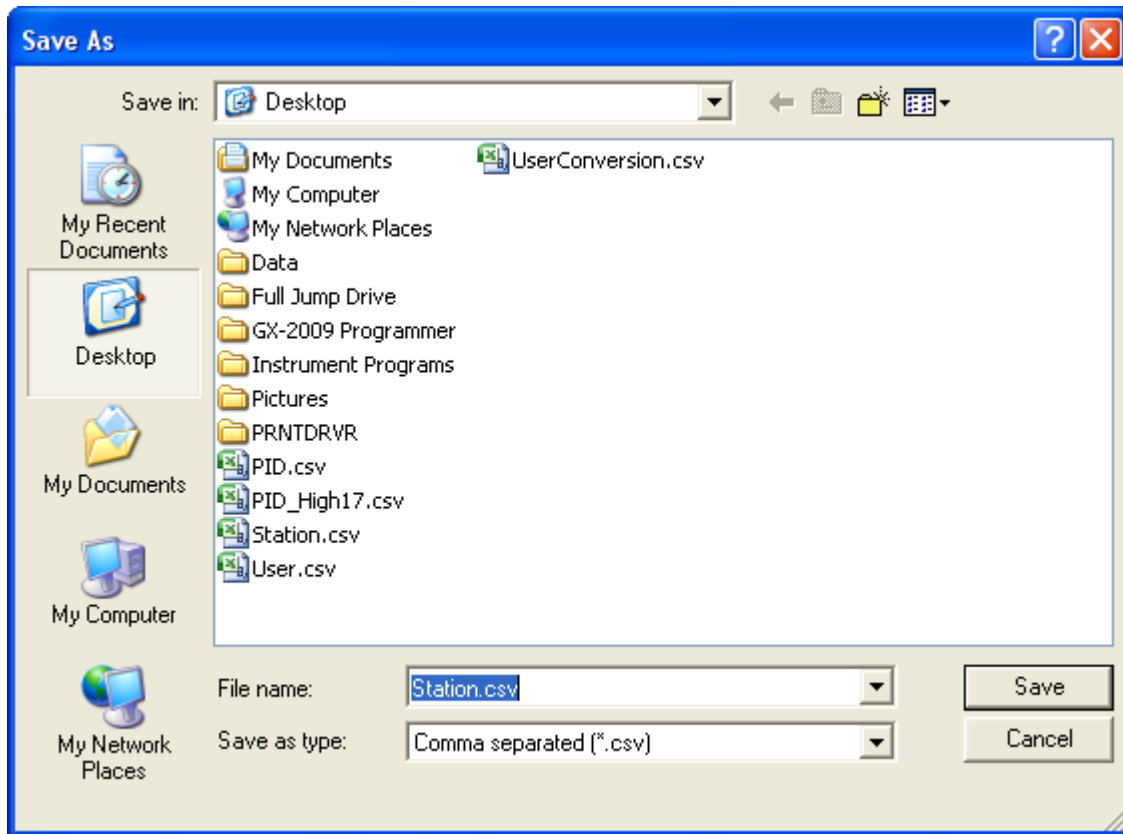 Save As
Save in: Desktop
My Recent
Documents
Desktop
My Documents
My Computer
My Network
Places
My Documents
My Computer
My Network Places
Data
Full Jump Drive
GX-2009 Programmer
Instrument Programs
Pictures
PRNTDRVR
PID.csv
PID_High17.csv
Station.csv
User.csv
UserConversion.csv
File name: Station.csv Save
Save as type: Comma separated (*.csv) Cancel